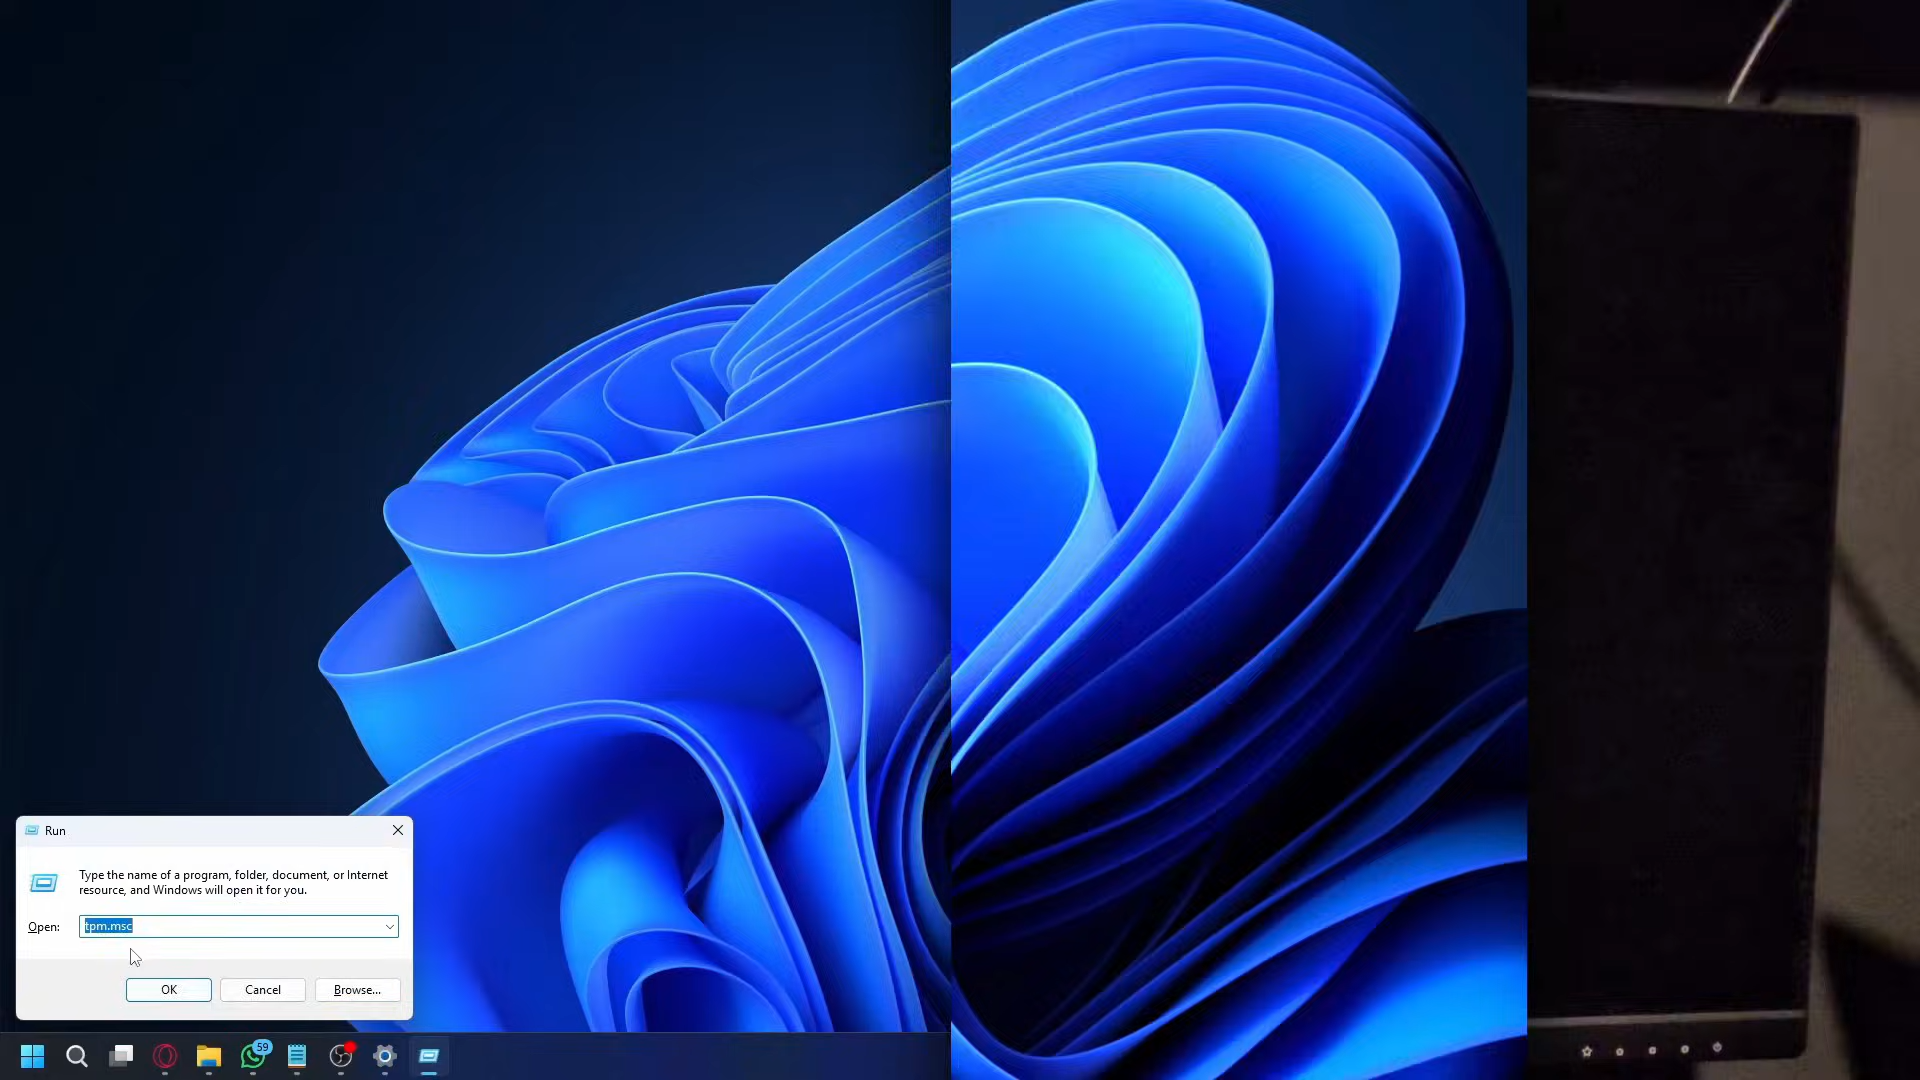 Run
Type the name of a program, folder, document, or Internet
resource, and Windows will open it for you.
Open: tpm.msc
OK Cancel Browse...
59